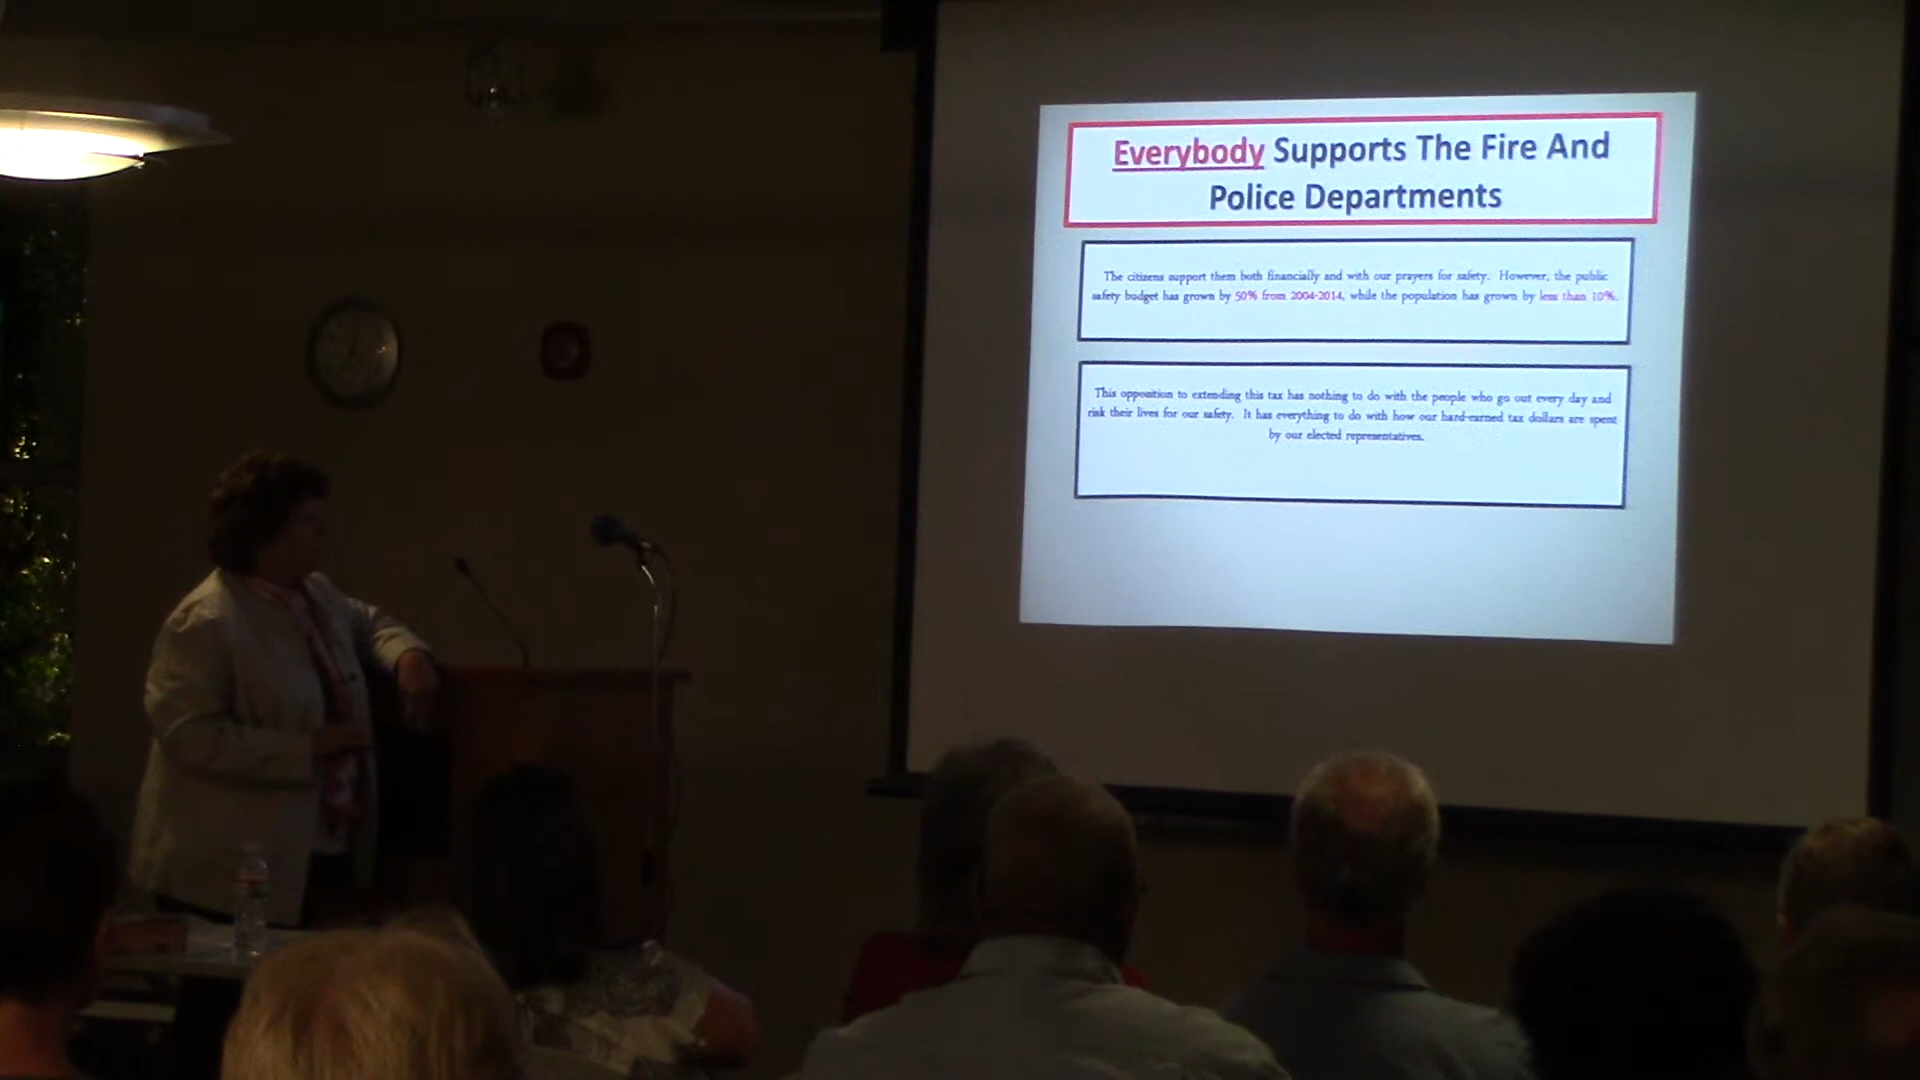 Everybody Supports The Fire And
Police Departments
The citizens support them both financially and with our prayers for safety. However, the public
safety budget has grown by 50% from 2004-2014, while the population has grown by less than 10%.
This opposition to extending this tax has nothing to do with the people who go out every day and
risk their lives for our safety. It has everything to do with how our hard-earned tax dollars are spent
by our elected representatives.